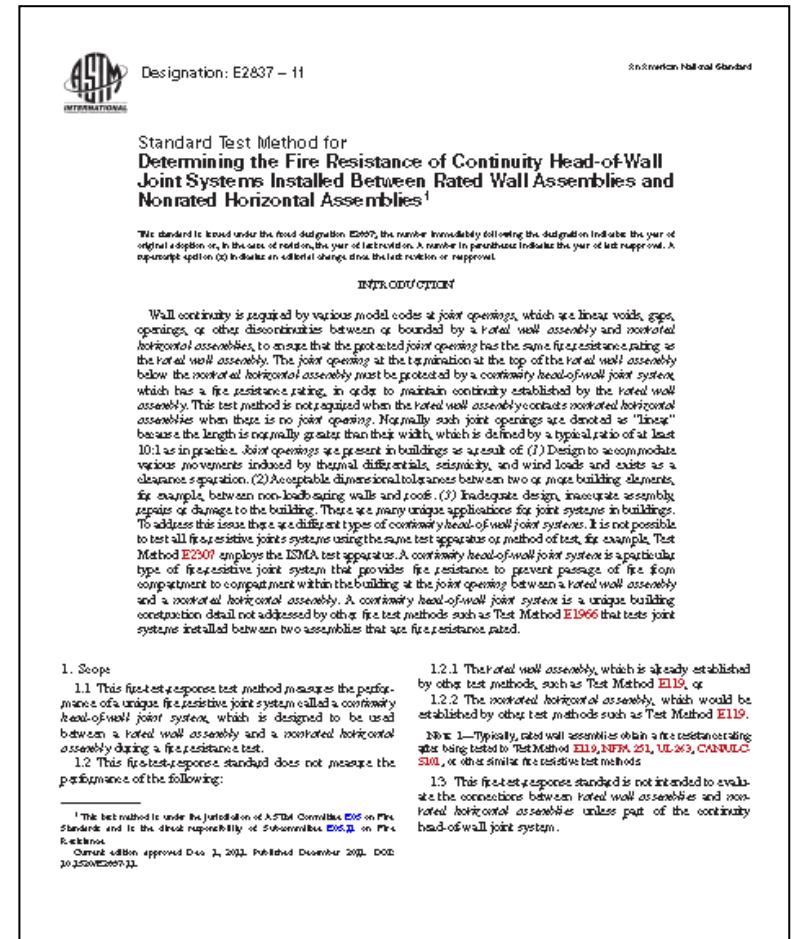 ASTM
INTERNATIONAL
Designation: E2837 – 11
An American National Standard
Standard Test Method for
Determining the Fire Resistance of Continuity Head-of-Wall
Joint Systems Installed Between Rated Wall Assemblies and
Nonrated Horizontal Assemblies¹
This standard is issued under the fixed designation E2837; the number immediately following the designation indicates the year of
original adoption or, in the case of revision, the year of last revision. A number in parentheses indicates the year of last reapproval. A
superscript epsilon (ε) indicates an editorial change since the last revision or reapproval.
INTRODUCTION
Wall continuity is required by various model codes at joint openings, which are linear voids, gaps,
openings, or other discontinuities between or bounded by a rated wall assembly and nonrated
horizontal assemblies, to ensure that the protected joint opening has the same fire resistance rating as
the rated wall assembly. The joint opening at the termination at the top of the rated wall assembly
below the nonrated horizontal assembly must be protected by a continuity head-of-wall joint system,
which has a fire resistance rating, in order to maintain continuity established by the rated wall
assembly. This test method is not required when the rated wall assembly contacts nonrated horizontal
assemblies when there is no joint opening. Normally such joint openings are denoted as "linear"
because the length is normally greater than their width, which is defined by a typical ratio of at least
10:1 as in practice. Joint openings are present in buildings as a result of: (1) Design to accommodate
various movements induced by thermal differentials, seismicity, and wind loads and exists as a
clearance separation. (2) Acceptable dimensional tolerances between two or more building elements,
for example, between non-loadbearing walls and roofs. (3) Inadequate design, inaccurate assembly,
repairs or damage to the building. There are many unique applications for joint systems in buildings.
To address this issue there are different types of continuity head-of-wall joint systems. It is not possible
to test all fire resistive joints systems using the same test apparatus or method of test, for example, Test
Method E2307 employs the ISMA test apparatus. A continuity head-of-wall joint system is a particular
type of fire-resistive joint system that provides fire resistance to prevent passage of fire from
compartment to compartment within the building at the joint opening between a rated wall assembly
and a nonrated horizontal assembly. A continuity head-of-wall joint system is a unique building
construction detail not addressed by other fire test methods such as Test Method E1966 that tests joint
systems installed between two assemblies that are fire resistance rated.
1. Scope
1.1 This fire-test-response test method measures the perfor-
mance of a unique fire resistive joint system called a continuity
head-of-wall joint system, which is designed to be used
between a rated wall assembly and a nonrated horizontal
assembly during a fire resistance test.
1.2 This fire-test-response standard does not measure the
performance of the following:
¹ This test method is under the jurisdiction of ASTM Committee E05 on Fire
Standards and is the direct responsibility of Subcommittee E05.11 on Fire
Resistance.
Current edition approved Dec. 1, 2011. Published December 2011. DOI:
10.1520/E2837-11.
1.2.1 The rated wall assembly, which is already established
by other test methods, such as Test Method E119, or
1.2.2 The nonrated horizontal assembly, which would be
established by other test methods such as Test Method E119.
NOTE 1—Typically, rated wall assemblies obtain a fire resistance rating
after being tested to Test Method E119, NFPA 251, UL 263, CAN/ULC-
S101, or other similar fire resistive test methods.
1.3 This fire-test-response standard is not intended to evalu-
ate the connections between rated wall assemblies and non-
rated horizontal assemblies unless part of the continuity
head-of-wall joint system.